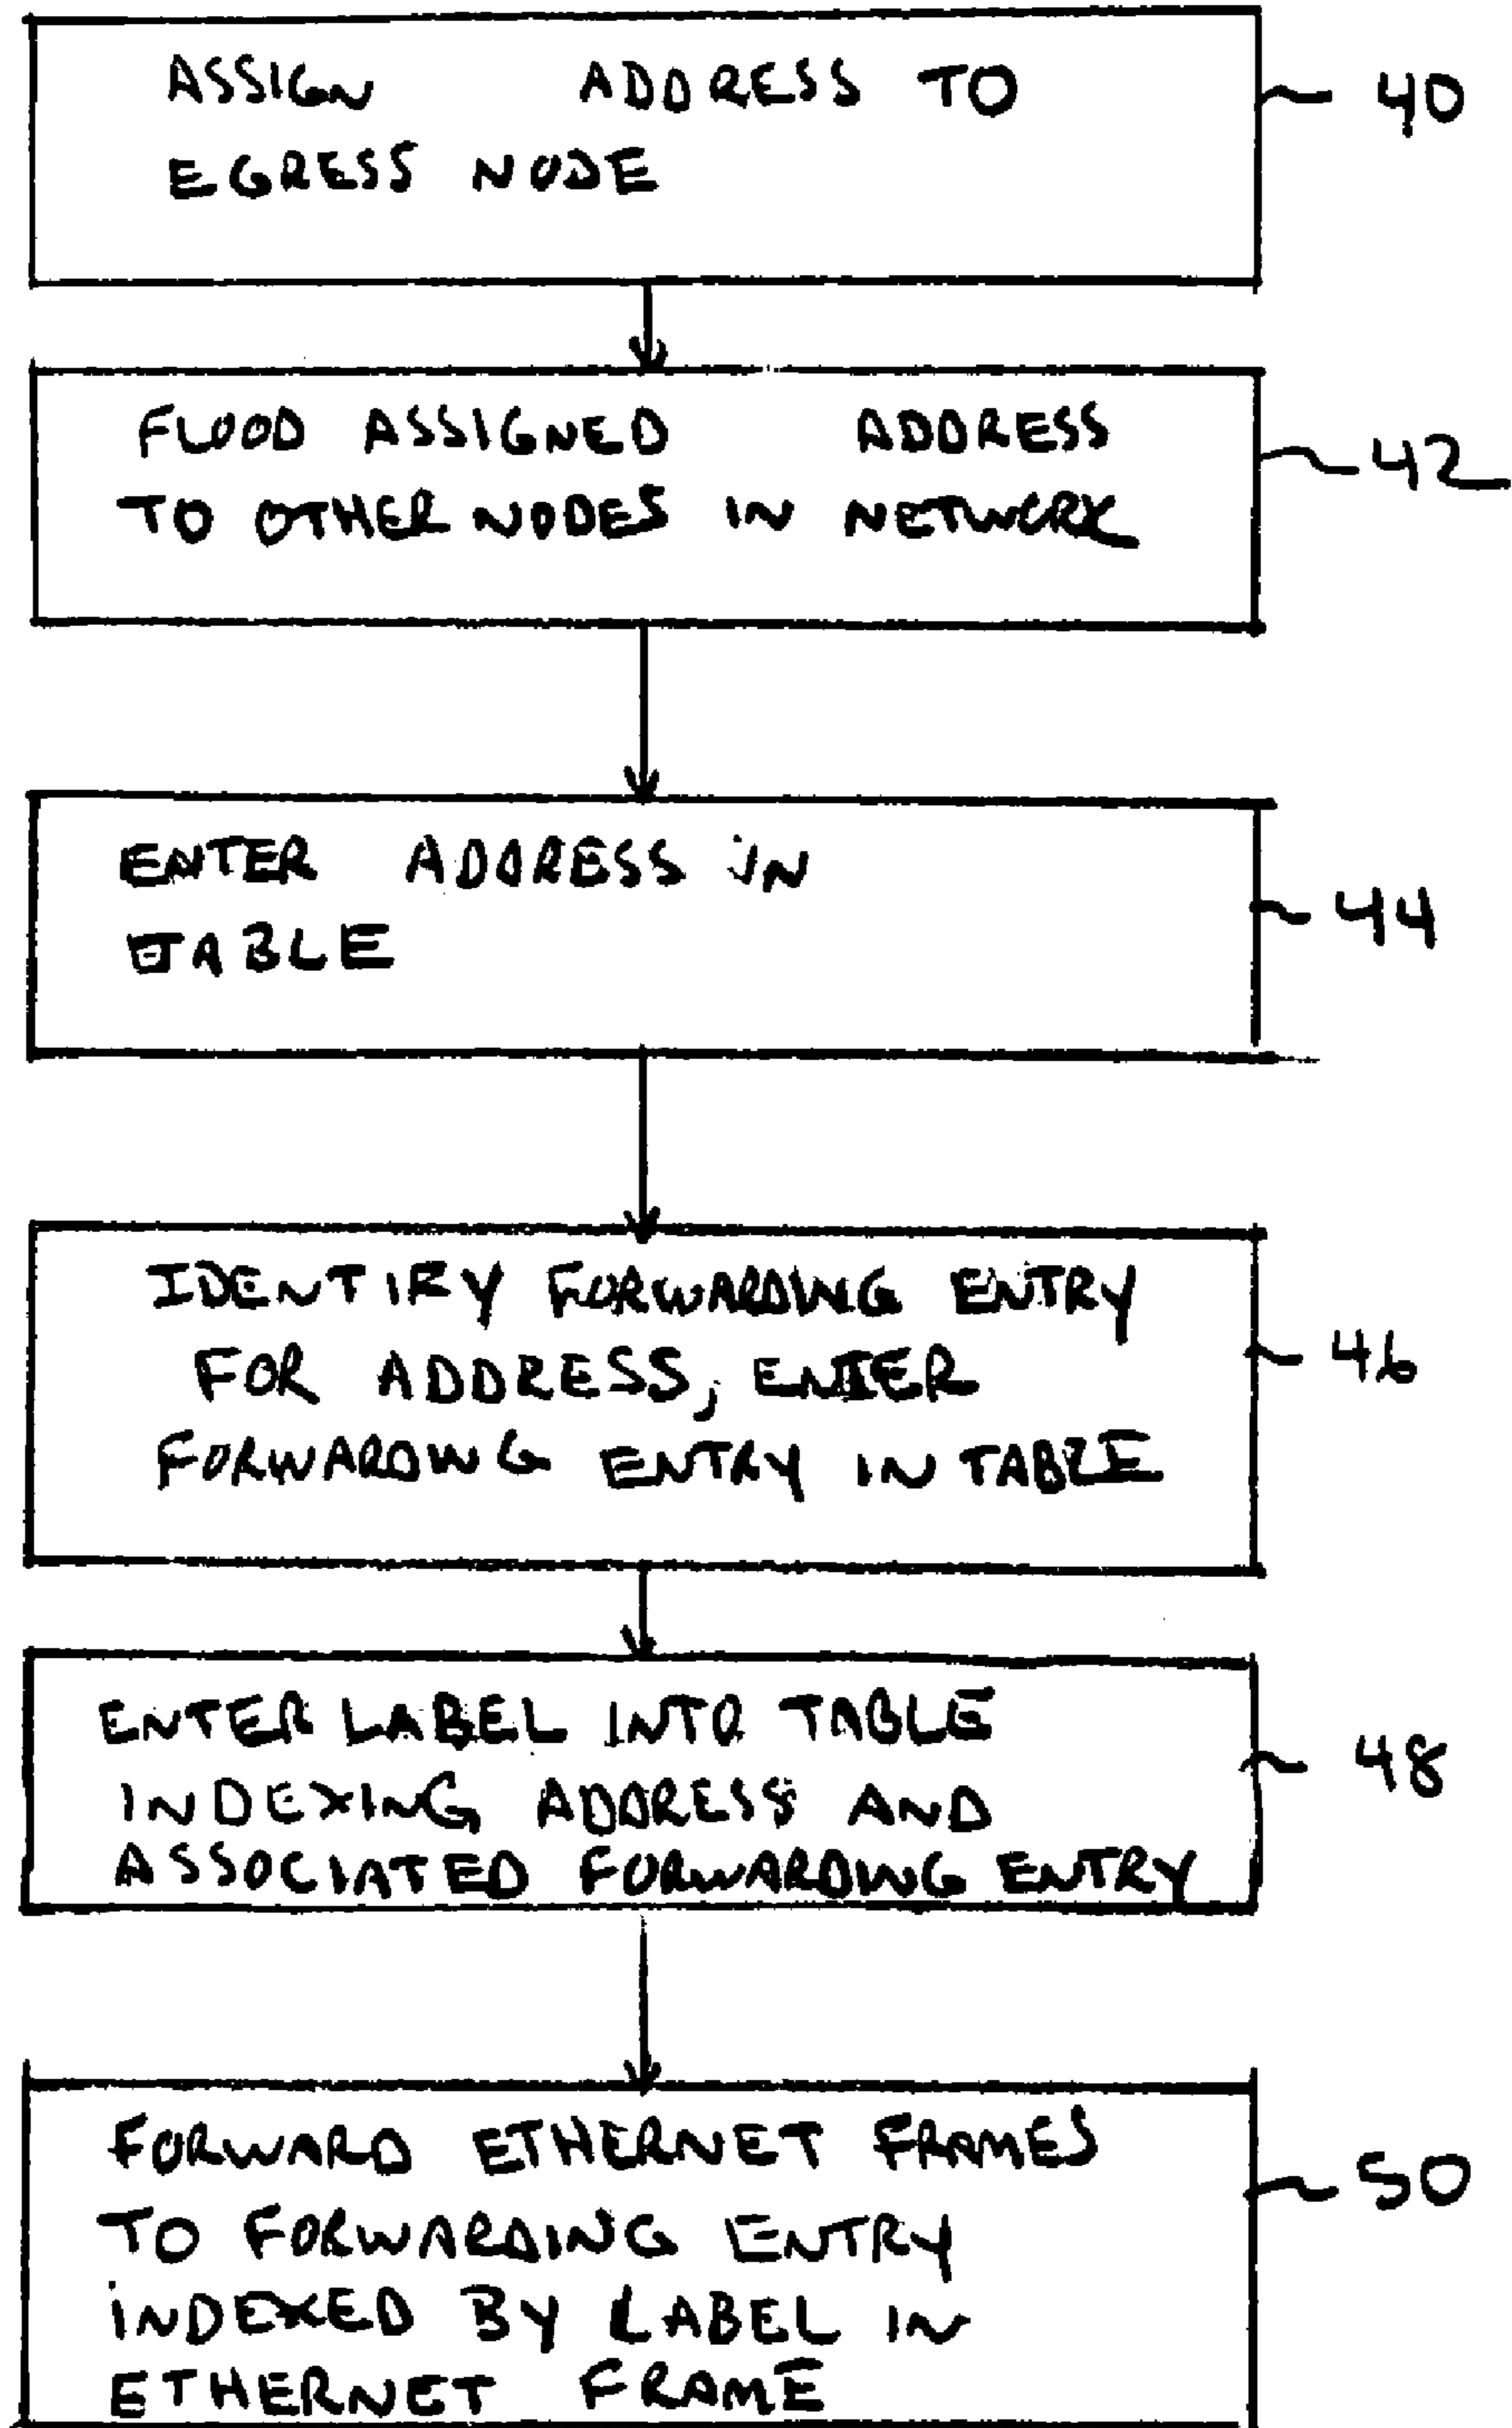 ASSIGN ADDRESS TO
EGRESS NODE
40
FLOOD ASSIGNED ADDRESS
TO OTHER NODES IN NETWORK
42
ENTER ADDRESS IN
TABLE
44
IDENTIFY FORWARDING ENTRY
FOR ADDRESS, ENTER
FORWARDING ENTRY IN TABLE
46
ENTER LABEL INTO TABLE
INDEXING ADDRESS AND
ASSOCIATED FORWARDING ENTRY
48
FORWARD ETHERNET FRAMES
TO FORWARDING ENTRY
INDEXED BY LABEL IN
ETHERNET FRAME
50